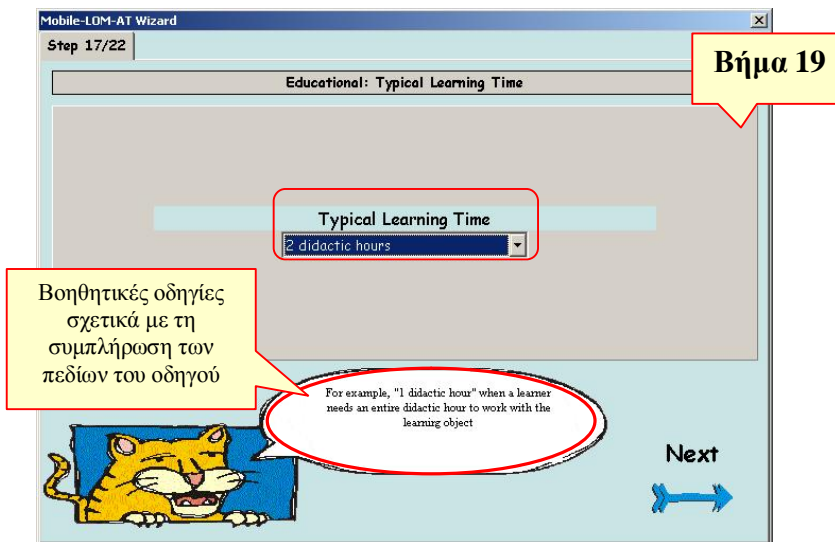 Mobile-LOM-AT Wizard
Step 17/22
Βήμα 19
Educational: Typical Learning Time
Typical Learning Time
2 didactic hours
Βοηθητικές οδηγίες
σχετικά με τη
συμπλήρωση των
πεδίων του οδηγού
For example, "1 didactic hour" when a learner
needs an entire didactic hour to work with the
learning object
Next